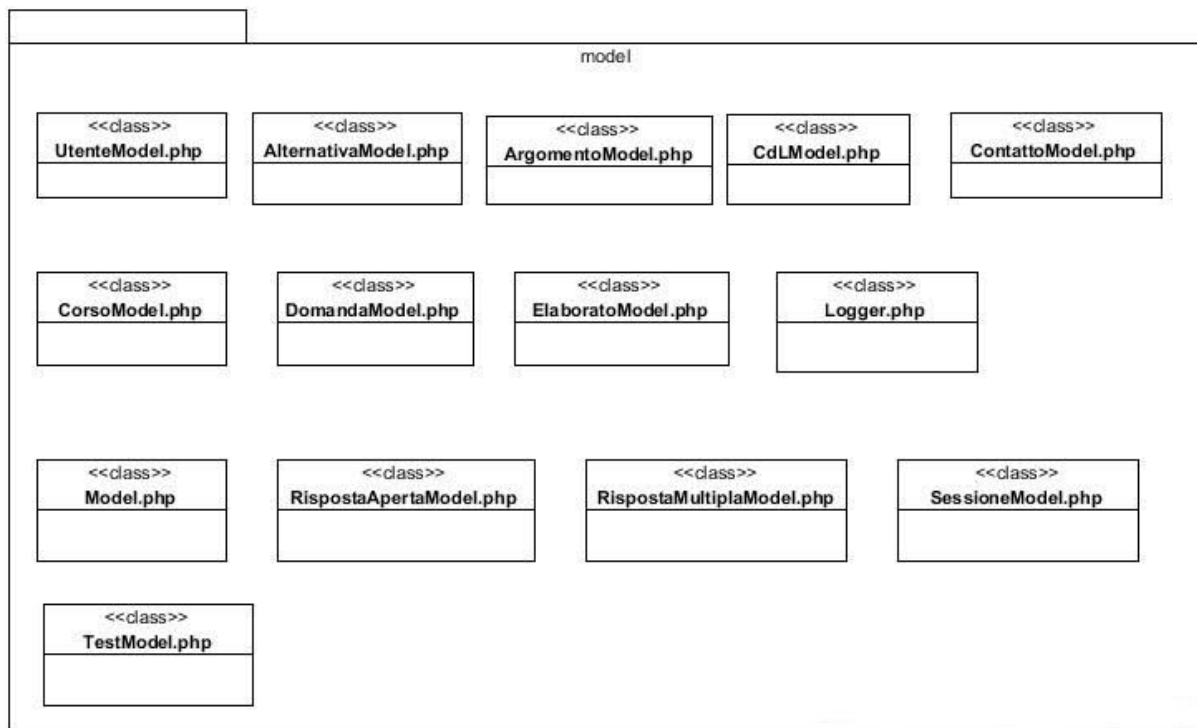 model
<<class>> <<class>> <<class>> <<class>> <<class>>
UtenteModel.php AlternativaModel.php ArgomentoModel.php CdLModel.php ContattoModel.php
<<class>> <<class>> <<class>> <<class>>
CorsoModel.php DomandaModel.php ElaboratoModel.php Logger.php
<<class>> <<class>> <<class>> <<class>>
Model.php RispostaApertaModel.php RispostaMultiplaModel.php SessioneModel.php
<<class>>
TestModel.php